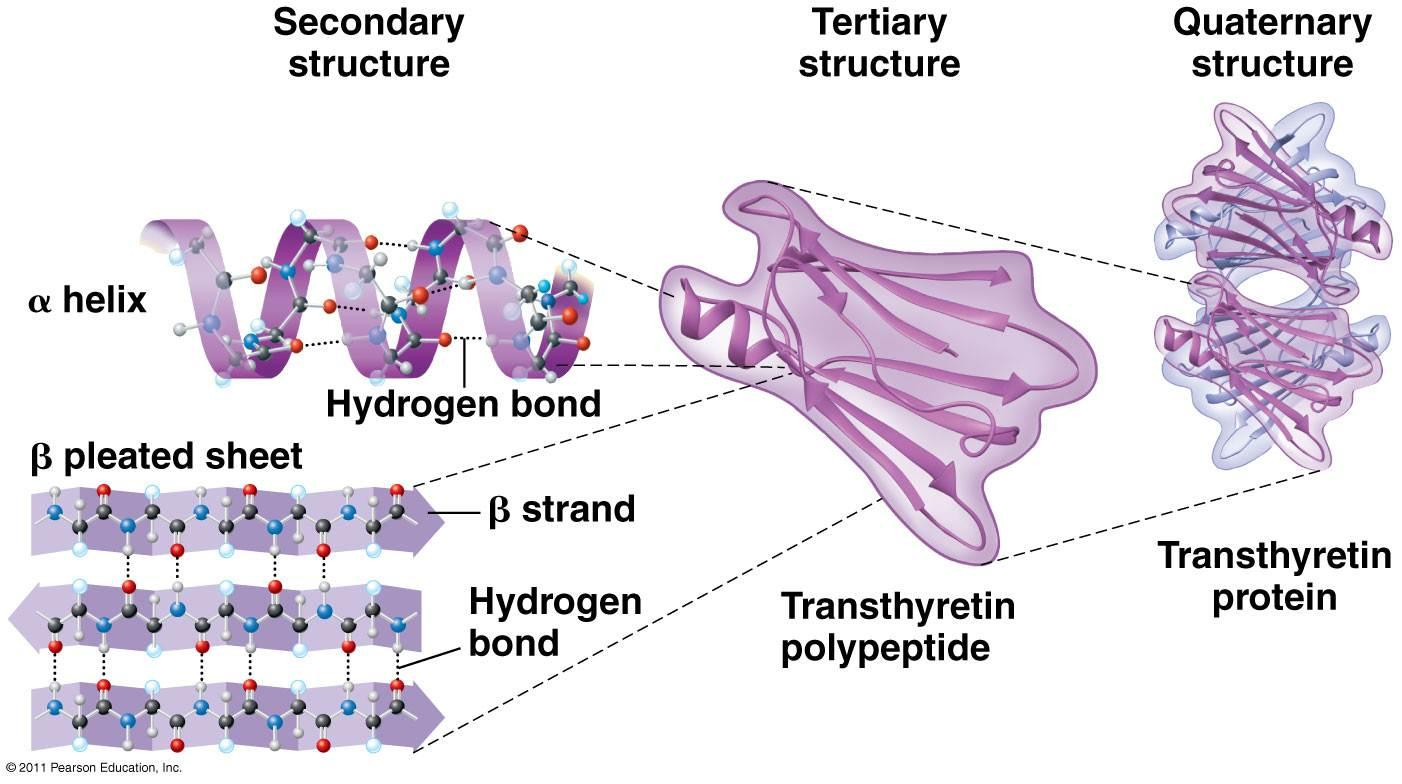 Secondary
structure
Tertiary
structure
Quaternary
structure
α helix
Hydrogen bond
β pleated sheet
β strand
Hydrogen
bond
Transthyretin
polypeptide
Transthyretin
protein
© 2011 Pearson Education, Inc.